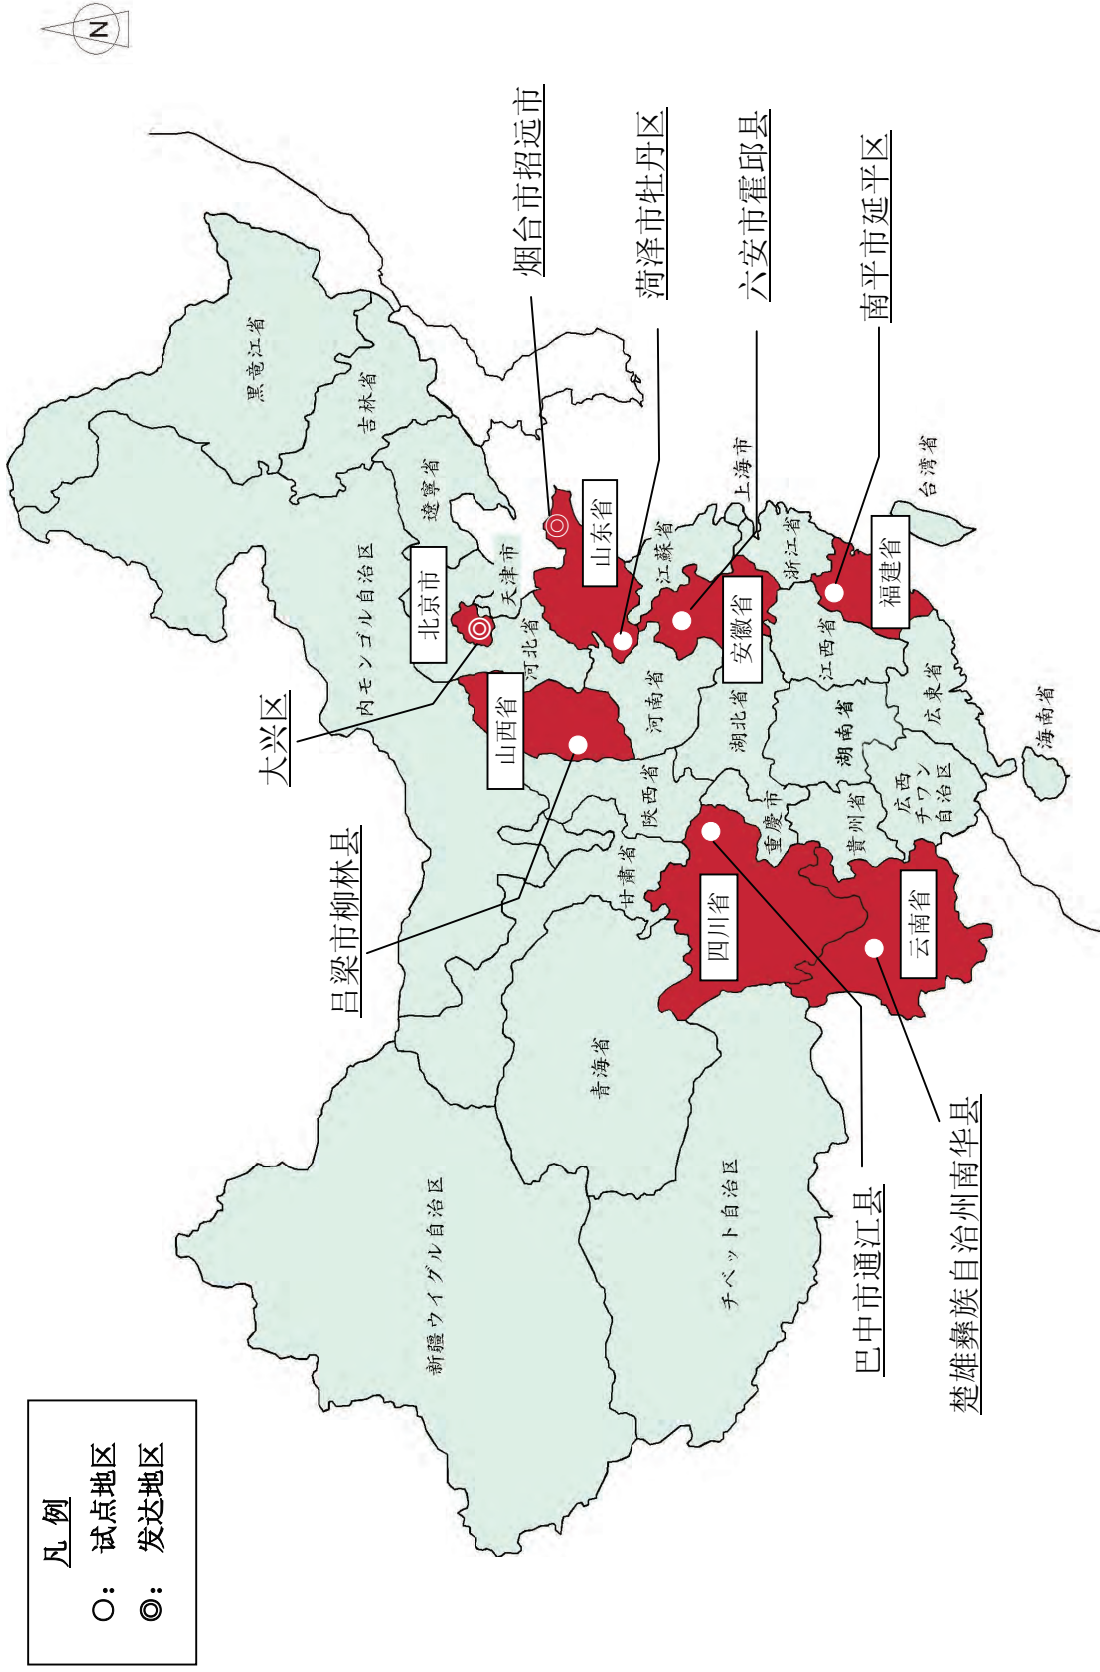 凡 例
○: 试点地区
◎: 发达地区
N
大兴区
吕梁市柳林县
烟台市招远市
菏泽市牡丹区
六安市霍邱县
南平市延平区
巴中市通江县
楚雄彝族自治州南华县
北京市
山西省
山东省
安徽省
福建省
四川省
云南省
黒竜江省
吉林省
遼寧省
内モンゴル自治区
天津市
河北省
新疆ウイグル自治区
青海省
甘粛省
陝西省
河南省
江蘇省
上海市
浙江省
湖北省
重慶市
チベット自治区
江西省
湖南省
貴州省
台湾省
広東省
広西
チワン
自治区
海南省